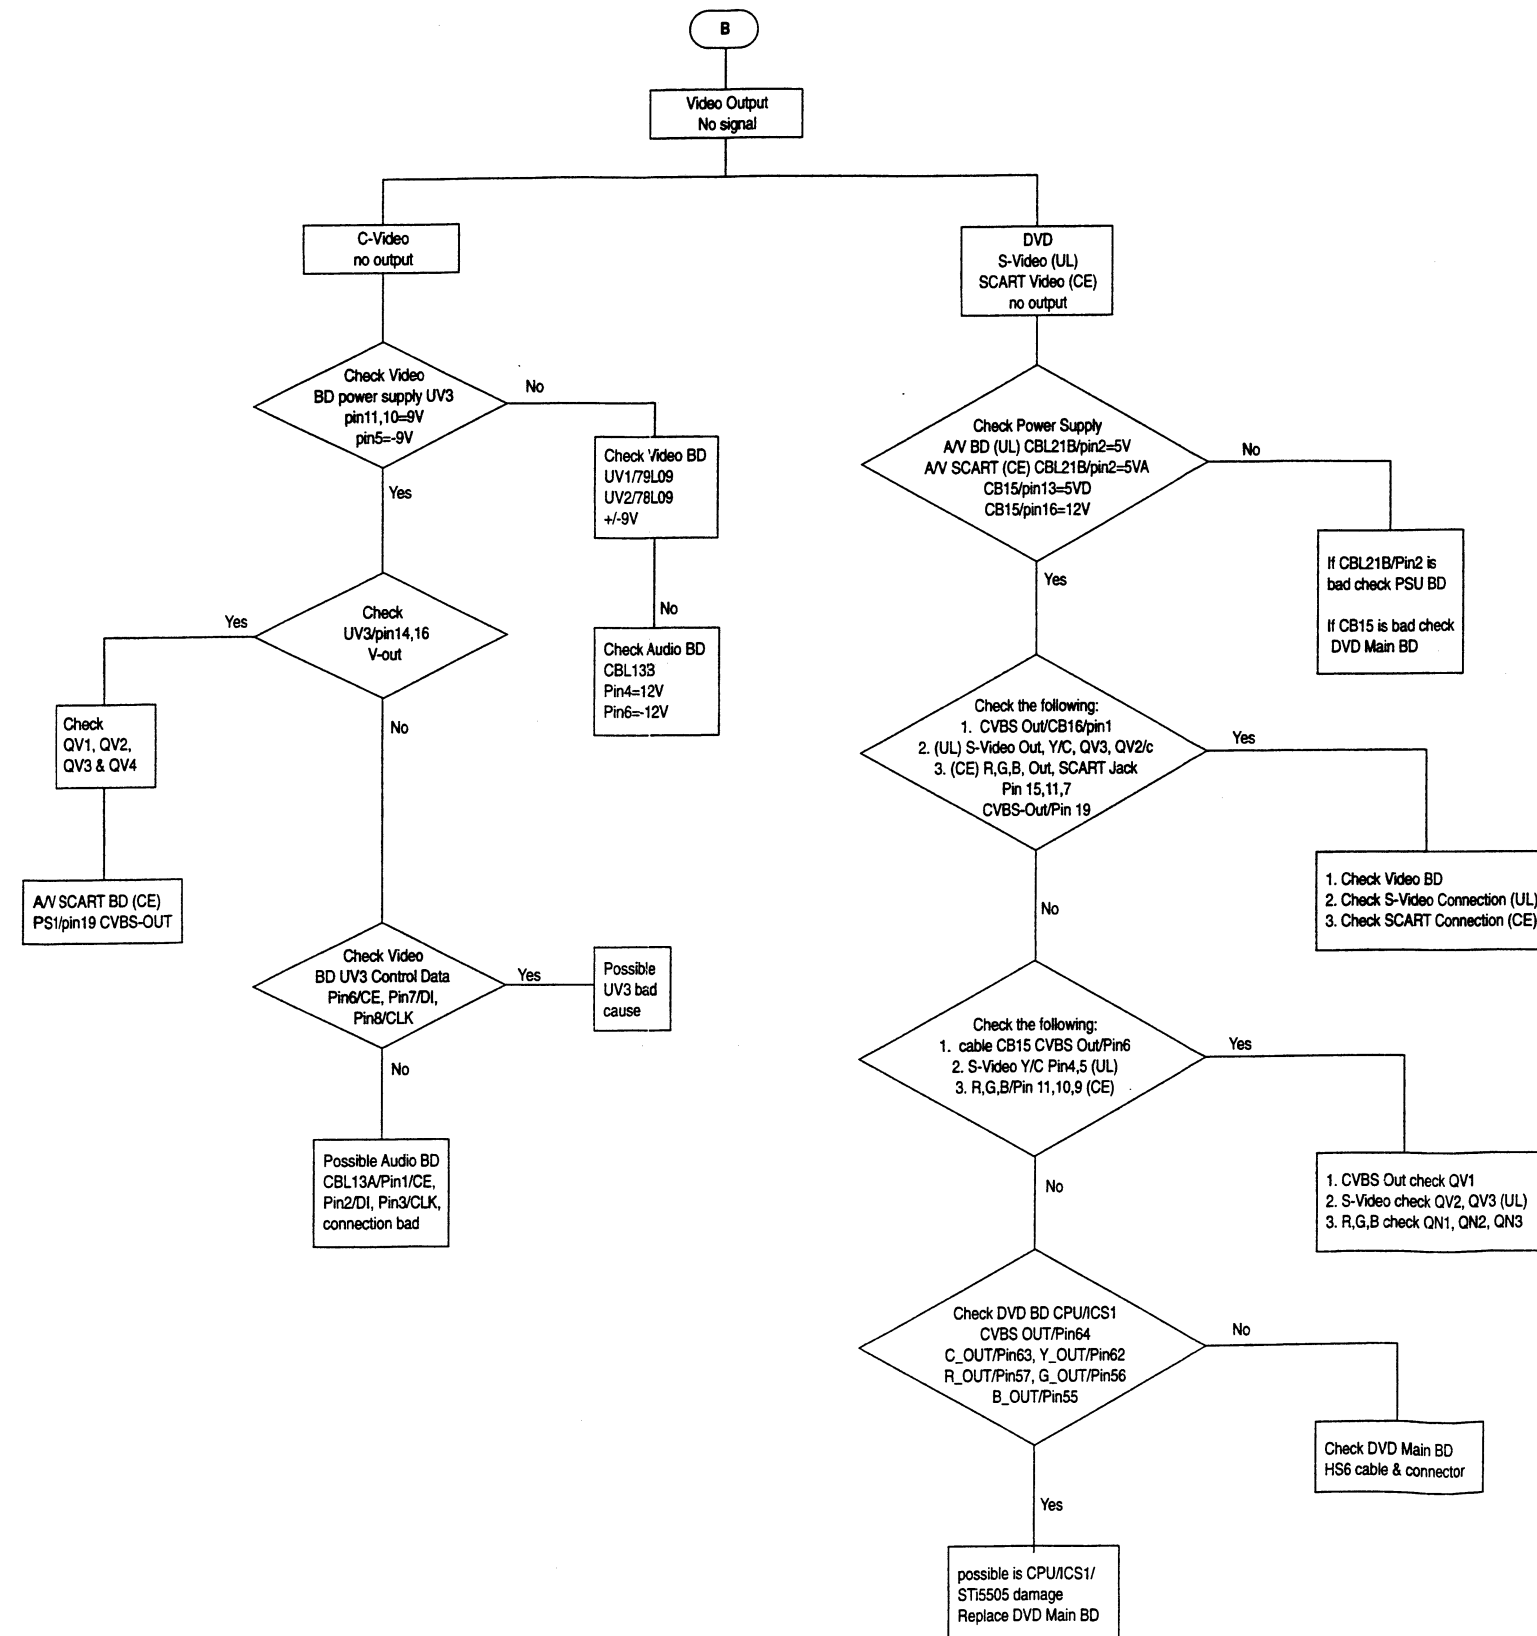 B
Video Output
No signal
C-Video
no output
DVD
S-Video (UL)
SCART Video (CE)
no output
Check Video
BD power supply UV3
pin11,10=9V
pin5=-9V
No
Yes
Check Video BD
UV1/79L09
UV2/78L09
+/-9V
No
Check Audio BD
CBL13B
Pin4=12V
Pin6=-12V
Check
UV3/pin14,16
V-out
Yes
No
Check
QV1, QV2,
QV3 & QV4
A/V SCART BD (CE)
PS1/pin19 CVBS-OUT
Check Video
BD UV3 Control Data
Pin6/CE, Pin7/DI,
Pin8/CLK
Yes
No
Possible
UV3 bad
cause
Possible Audio BD
CBL13A/Pin1/CE,
Pin2/DI, Pin3/CLK,
connection bad
Check Power Supply
A/V BD (UL) CBL21B/pin2=5V
A/V SCART (CE) CBL21B/pin2=5VA
CB15/pin13=5VD
CB15/pin16=12V
No
Yes
If CBL21B/Pin2 is
bad check PSU BD
If CB15 is bad check
DVD Main BD
Check the following:
1. CVBS Out/CB16/pin1
2. (UL) S-Video Out, Y/C, QV3, QV2/c
3. (CE) R,G,B, Out, SCART Jack
Pin 15,11,7
CVBS-Out/Pin 19
Yes
No
1. Check Video BD
2. Check S-Video Connection (UL)
3. Check SCART Connection (CE)
Check the following:
1. cable CB15 CVBS Out/Pin6
2. S-Video Y/C Pin4,5 (UL)
3. R,G,B/Pin 11,10,9 (CE)
Yes
No
1. CVBS Out check QV1
2. S-Video check QV2, QV3 (UL)
3. R,G,B check QN1, QN2, QN3
Check DVD BD CPU/ICS1
CVBS OUT/Pin64
C_OUT/Pin63, Y_OUT/Pin62
R_OUT/Pin57, G_OUT/Pin56
B_OUT/Pin55
No
Yes
Check DVD Main BD
HS6 cable & connector
possible is CPU/ICS1/
STi5505 damage
Replace DVD Main BD